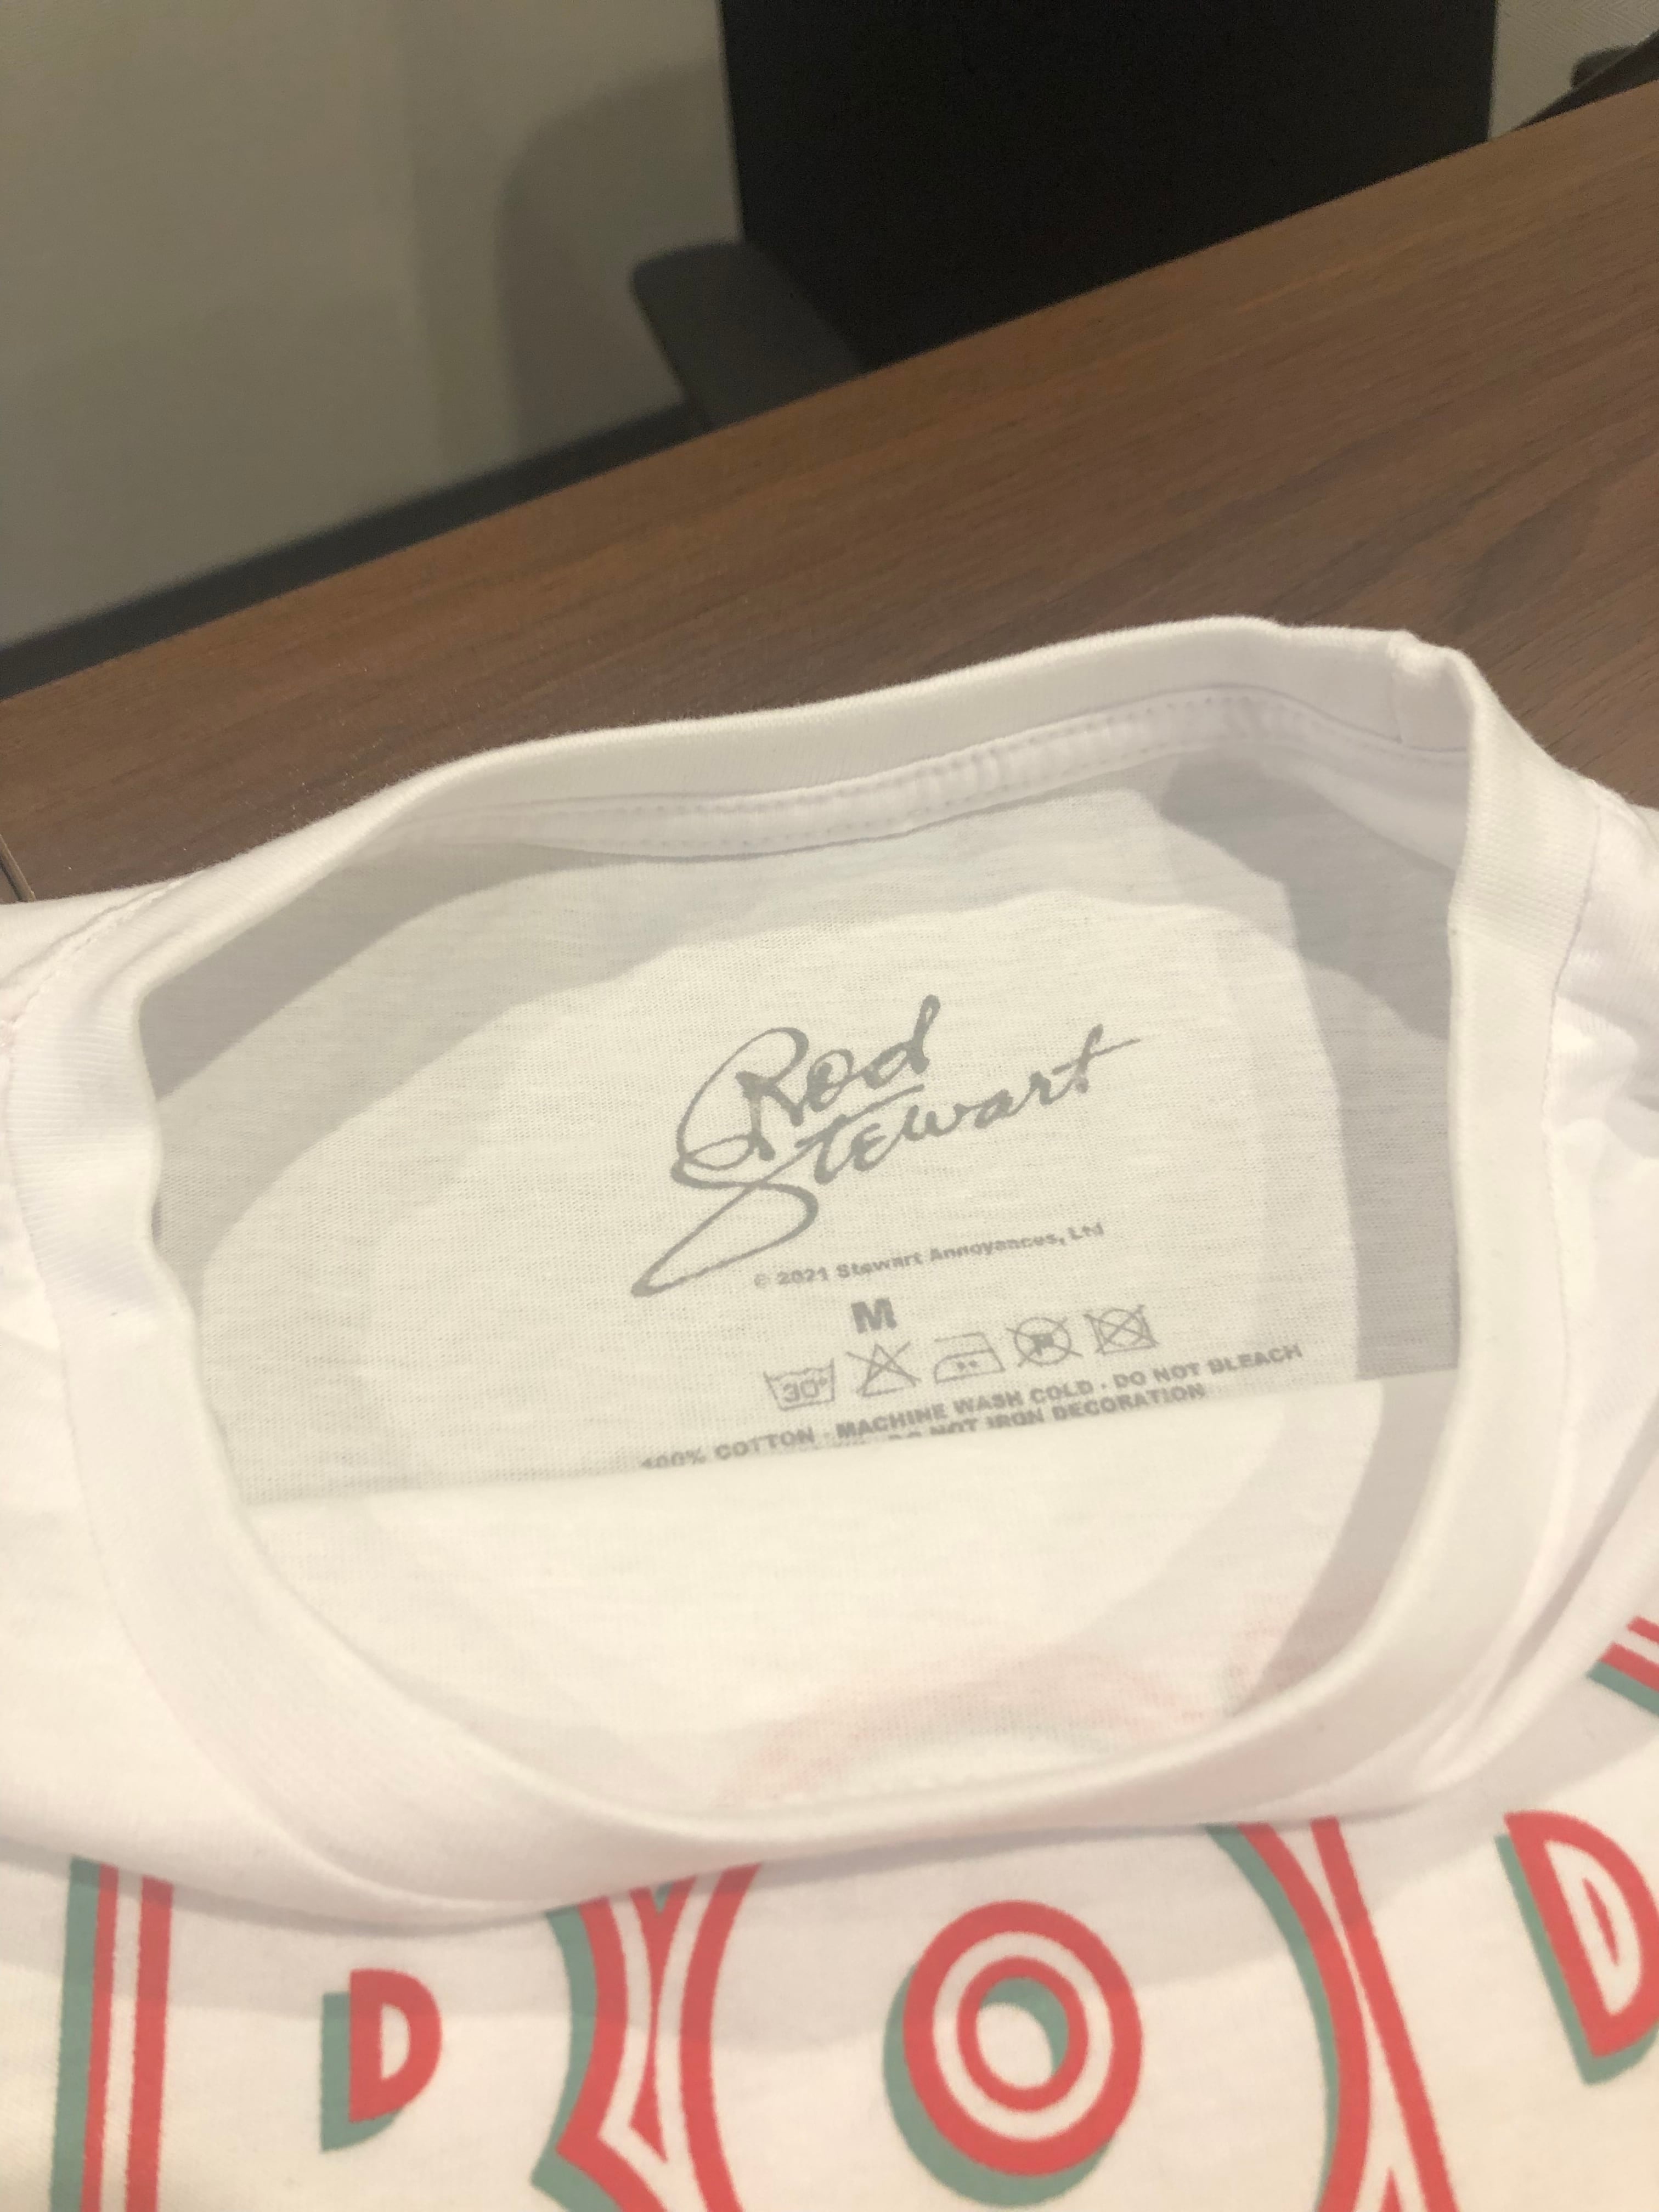 Rod
Stewart
© 2021 Stewart Annoyances, Ltd
M
30°
100% COTTON · MACHINE WASH COLD · DO NOT BLEACH
DO NOT IRON DECORATION
ROD